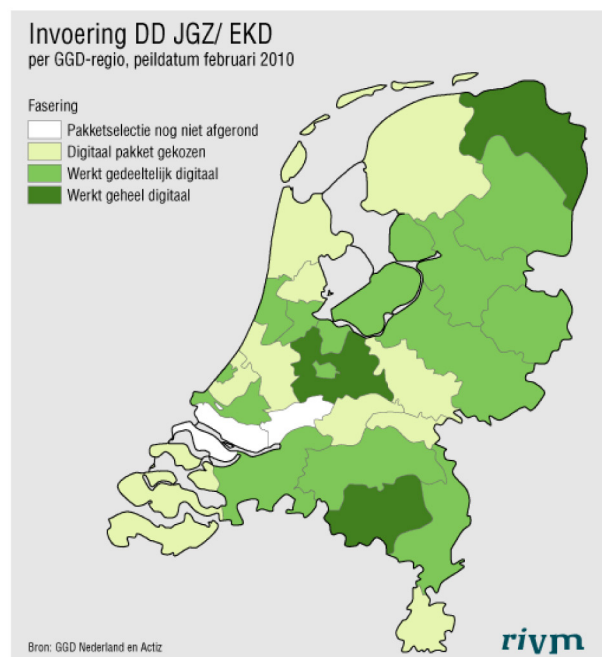 Invoering DD JGZ/ EKD
per GGD-regio, peildatum februari 2010
Fasering
Pakketselectie nog niet afgerond
Digitaal pakket gekozen
Werkt gedeeltelijk digitaal
Werkt geheel digitaal
Bron: GGD Nederland en Actiz
rivm